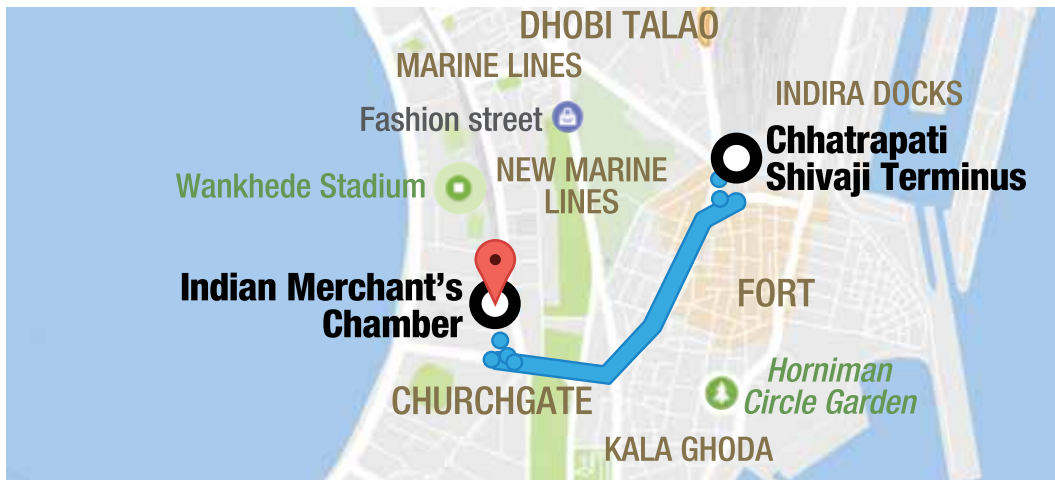 DHOBI TALAO
MARINE LINES
INDIRA DOCKS
Fashion street
Chhatrapati
Shivaji Terminus
NEW MARINE
LINES
Wankhede Stadium
Indian Merchant's
Chamber
FORT
Horniman
Circle Garden
CHURCHGATE
KALA GHODA